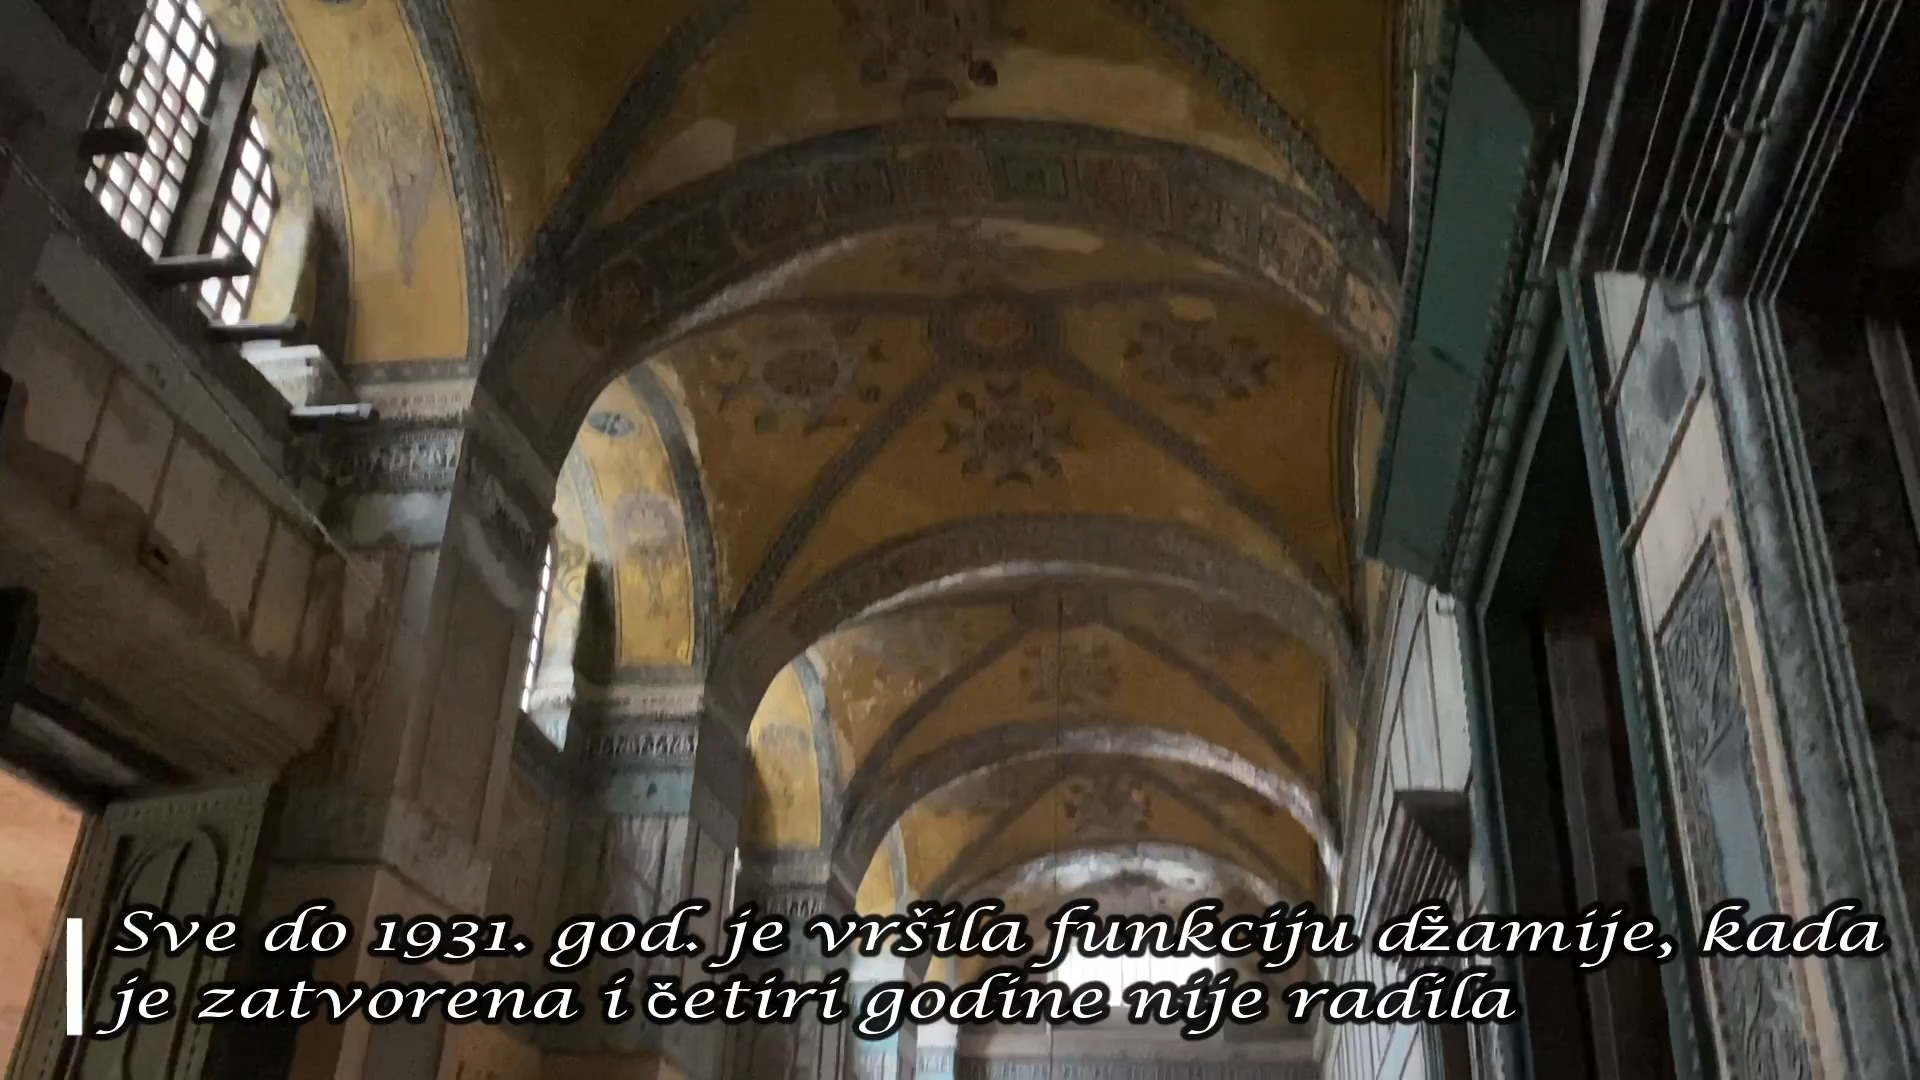 Sve do 1931. god. je vršila funkciju džamije, kada
je zatvorena i četiri godine nije radila